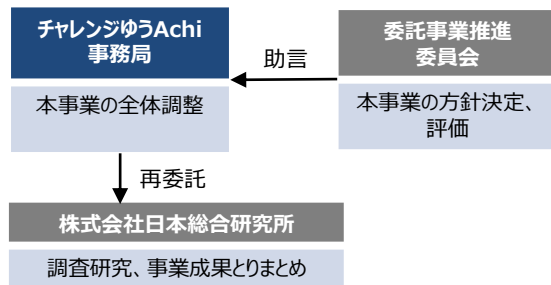 チャレンジゆうAchi
事務局
本事業の全体調整
助言
委託事業推進
委員会
本事業の方針決定、
評価
再委託
株式会社日本総合研究所
調査研究、事業成果とりまとめ